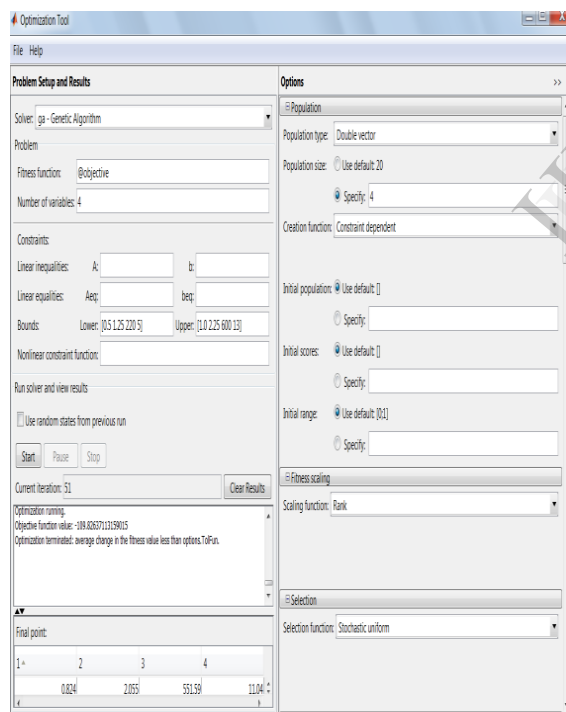 Optimization Tool
File Help
Problem Setup and Results
Solver: ga - Genetic Algorithm
Problem
Fitness function: @objective
Number of variables: 4
Constraints:
Linear inequalities: A: b:
Linear equalities: Aeq: beq:
Bounds: Lower: [0.5 1.25 220 5] Upper: [1.0 2.25 600 13]
Nonlinear constraint function:
Run solver and view results
Use random states from previous run
Start Pause Stop
Current iteration: 51 Clear Results
Optimization running.
Objective function value: -109.82637113159015
Optimization terminated: average change in the fitness value less than options.TolFun.
Final point:
1 2 3 4
0.824 2.055 551.59 11.04
Options >>
Population
Population type: Double vector
Population size: Use default: 20
Specify: 4
Creation function: Constraint dependent
Initial population: Use default: []
Specify:
Initial scores: Use default: []
Specify:
Initial range: Use default: [0;1]
Specify:
Fitness scaling
Scaling function: Rank
Selection
Selection function: Stochastic uniform